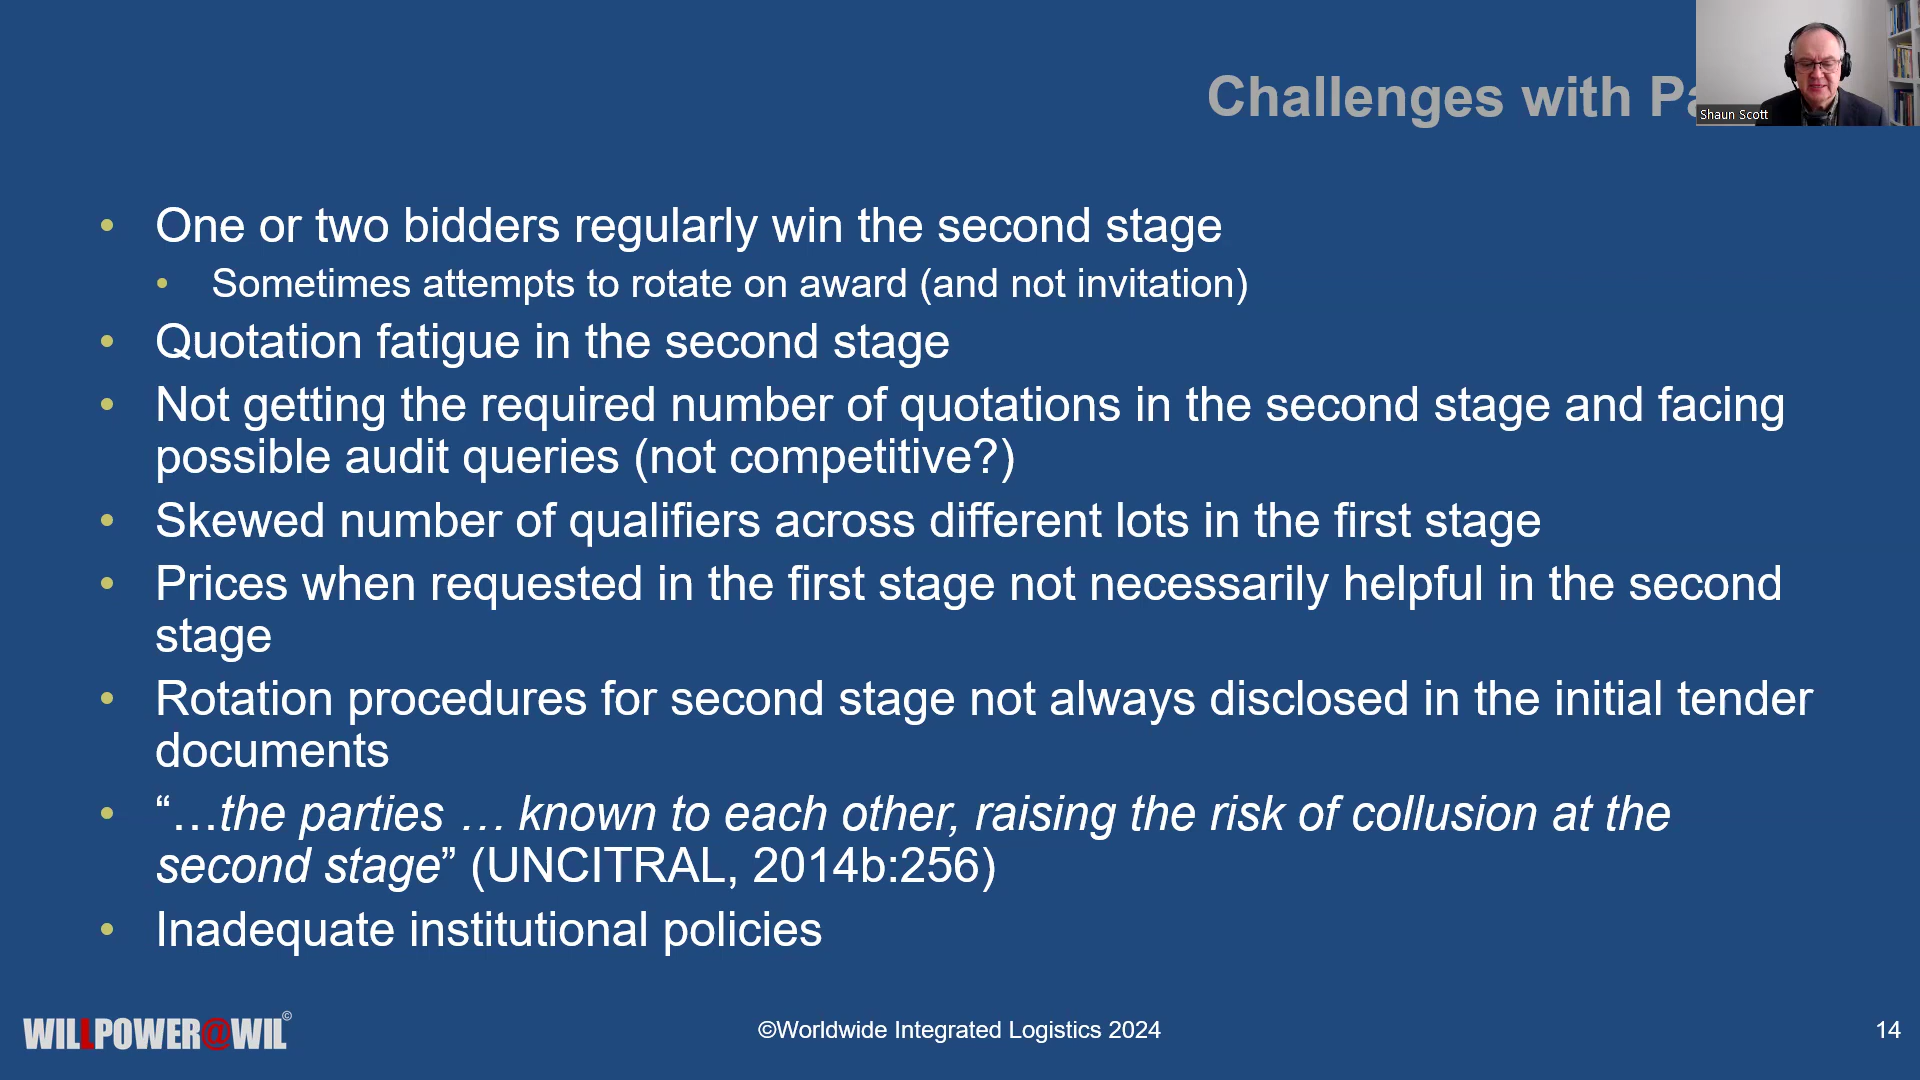 Challenges with Pa
Shaun Scott
• One or two bidders regularly win the second stage
• Sometimes attempts to rotate on award (and not invitation)
• Quotation fatigue in the second stage
• Not getting the required number of quotations in the second stage and facing
possible audit queries (not competitive?)
• Skewed number of qualifiers across different lots in the first stage
• Prices when requested in the first stage not necessarily helpful in the second
stage
• Rotation procedures for second stage not always disclosed in the initial tender
documents
• “…the parties … known to each other, raising the risk of collusion at the
second stage” (UNCITRAL, 2014b:256)
• Inadequate institutional policies
WILLPOWER@WIL©
©Worldwide Integrated Logistics 2024
14